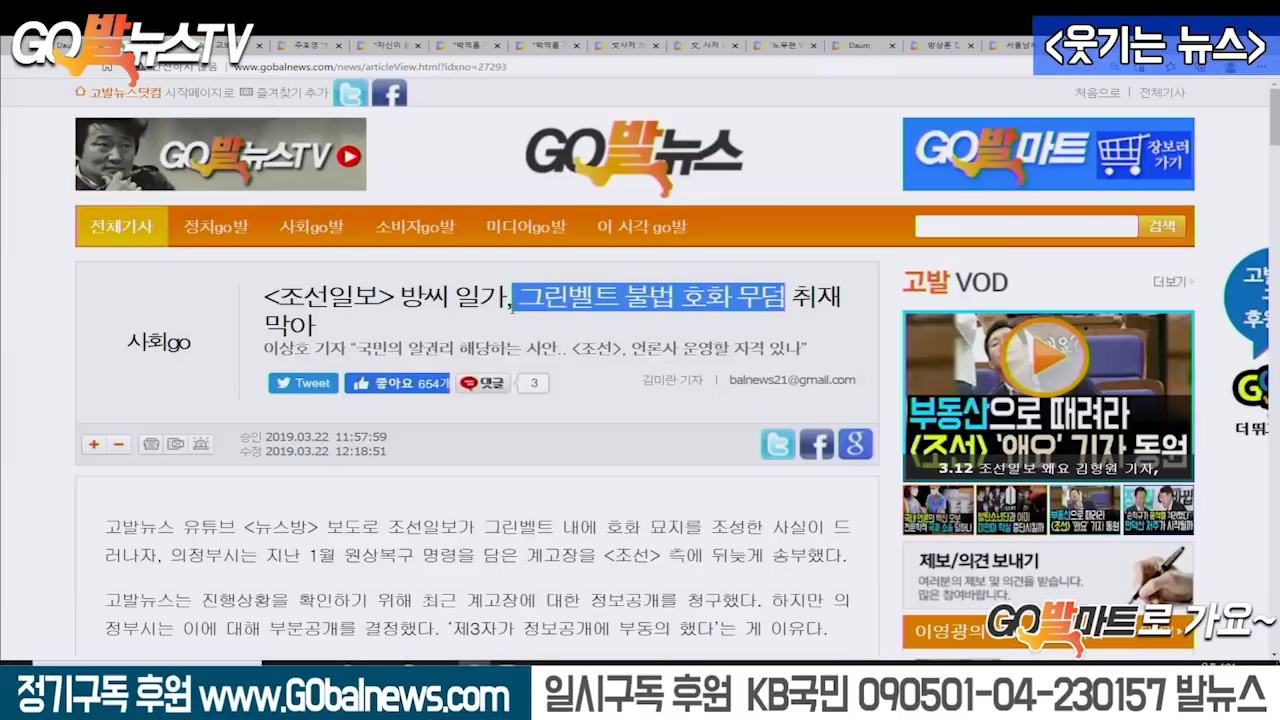 GO발뉴스TV
<웃기는 뉴스>
www.gobalnews.com/news/articleView.html?idxno=27293
고발뉴스닷컴 시작페이지로 즐겨찾기 추가
처음으로 | 전체기사
GO발뉴스TV
GO발뉴스
GO발마트 장보러 가기
전체기사 정치go발 사회go발 소비자go발 미디어go발 이 시각 go발 검색
사회go
<조선일보> 방씨 일가, 그린벨트 불법 호화 무덤 취재
막아
이상호 기자 “국민의 알권리 해당하는 사안.. <조선>, 언론사 운영할 자격 있나”
Tweet 좋아요 654개 댓글 3
김미란 기자 | balnews21@gmail.com
승인 2019.03.22 11:57:59
수정 2019.03.22 12:18:51
고발뉴스 유튜브 <뉴스방> 보도로 조선일보가 그린벨트 내에 호화 묘지를 조성한 사실이 드
러나자, 의정부시는 지난 1월 원상복구 명령을 담은 계고장을 <조선> 측에 뒤늦게 송부했다.
고발뉴스는 진행상황을 확인하기 위해 최근 계고장에 대한 정보공개를 청구했다. 하지만 의
정부시는 이에 대해 부분공개를 결정했다. ‘제3자가 정보공개에 부동의 했다’는 게 이유다.
고발 VOD 더보기
부동산으로 때려라
<조선> '왜요' 기자 동원
3.12 조선일보 왜요 김형원 기자,
제보/의견 보내기
여러분의 제보 및 의견을 받습니다.
많은 참여바랍니다.
이영광의
GO발마트로 가요~
정기구독 후원 www.GObalnews.com
일시구독 후원 KB국민 090501-04-230157 발뉴스